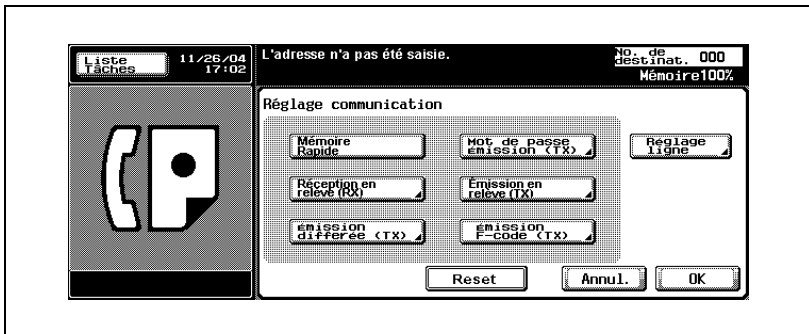 Liste
Tâches
11/26/04
17:02
L'adresse n'a pas été saisie.
No. de
destinat. 000
Mémoire100%
Réglage communication
Mémoire
Rapide
Mot de passe
émission (TX)
Réglage
ligne
Réception en
relève (RX)
Émission en
relève (TX)
émission
différée (TX)
émission
F-code (TX)
Reset
Annul.
OK